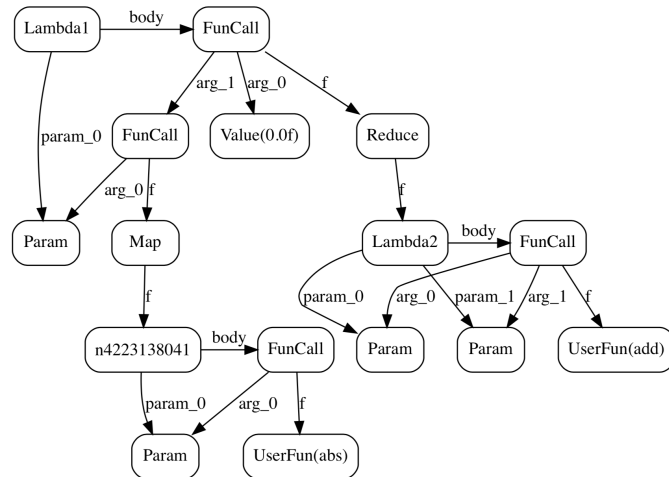 Lambda1
body
FunCall
arg_1
arg_0
f
param_0
FunCall
Value(0.0f)
Reduce
arg_0
f
f
Param
Map
Lambda2
body
FunCall
f
param_0
arg_0
param_1
arg_1
f
n4223138041
body
FunCall
Param
Param
UserFun(add)
param_0
arg_0
f
Param
UserFun(abs)